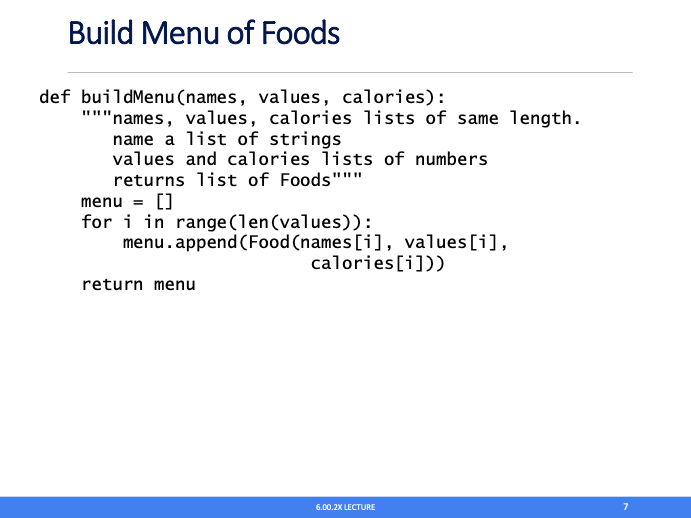 Build Menu of Foods
def buildMenu(names, values, calories):
    """names, values, calories lists of same length.
       name a list of strings
       values and calories lists of numbers
       returns list of Foods"""
    menu = []
    for i in range(len(values)):
        menu.append(Food(names[i], values[i],
                          calories[i]))
    return menu
6.00.2X LECTURE
7